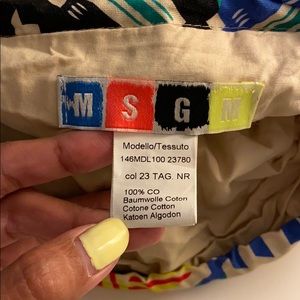 MSGM
Modello/Tessuto
146MDL100 23780
col 23 TAG. NR
100% CO
Baumwolle Coton
Cotone Cotton
Katoen Algodon